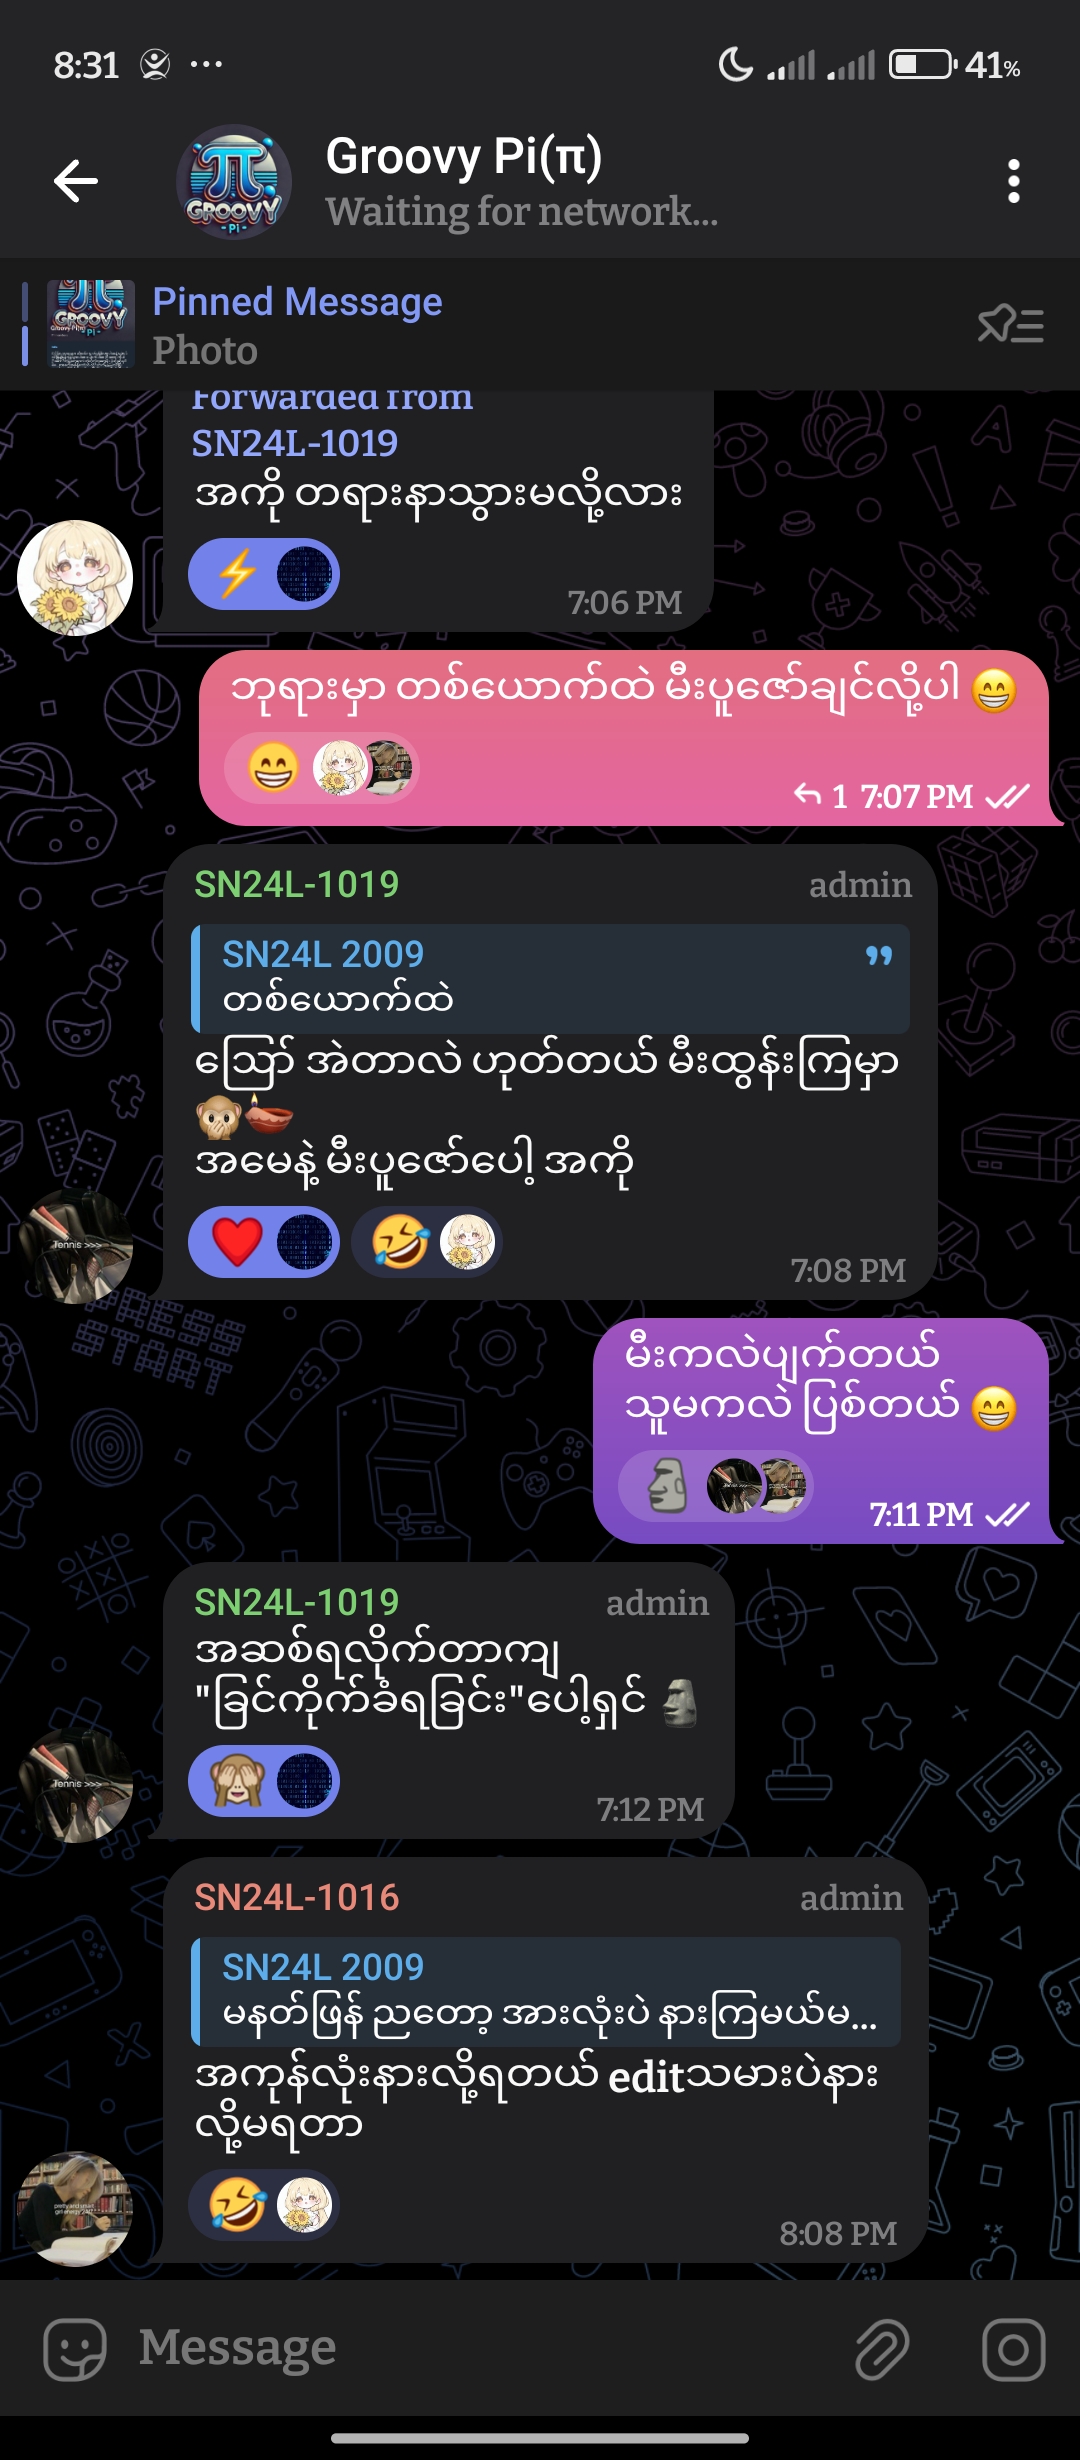 8:31
41%
Groovy Pi(π)
Waiting for network...
Pinned Message
Photo
Forwarded from
SN24L-1019
အကို တရားနာသွားမလို့လား
7:06 PM
ဘုရားမှာ တစ်ယောက်ထဲ မီးပူဇော်ချင်လို့ပါ 😁
1 7:07 PM
SN24L-1019 admin
SN24L 2009
တစ်ယောက်ထဲ
ဪ အဲတာလဲ ဟုတ်တယ် မီးထွန်းကြမှာ
🙊🪔
အမေနဲ့ မီးပူဇော်ပေါ့ အကို
Tennis >>>
7:08 PM
မီးကလဲပျက်တယ်
သူမကလဲ ပြစ်တယ် 😁
7:11 PM
SN24L-1019 admin
အဆစ်ရလိုက်တာကျ
"ခြင်ကိုက်ခံရခြင်း"ပေါ့ရှင် 🗿
Tennis >>>
7:12 PM
SN24L-1016 admin
SN24L 2009
မနတ်ဖြန် ညတော့ အားလုံးပဲ နားကြမယ်မ...
အကုန်လုံးနားလို့ရတယ် editသမားပဲနား
လို့မရတာ
8:08 PM
Message